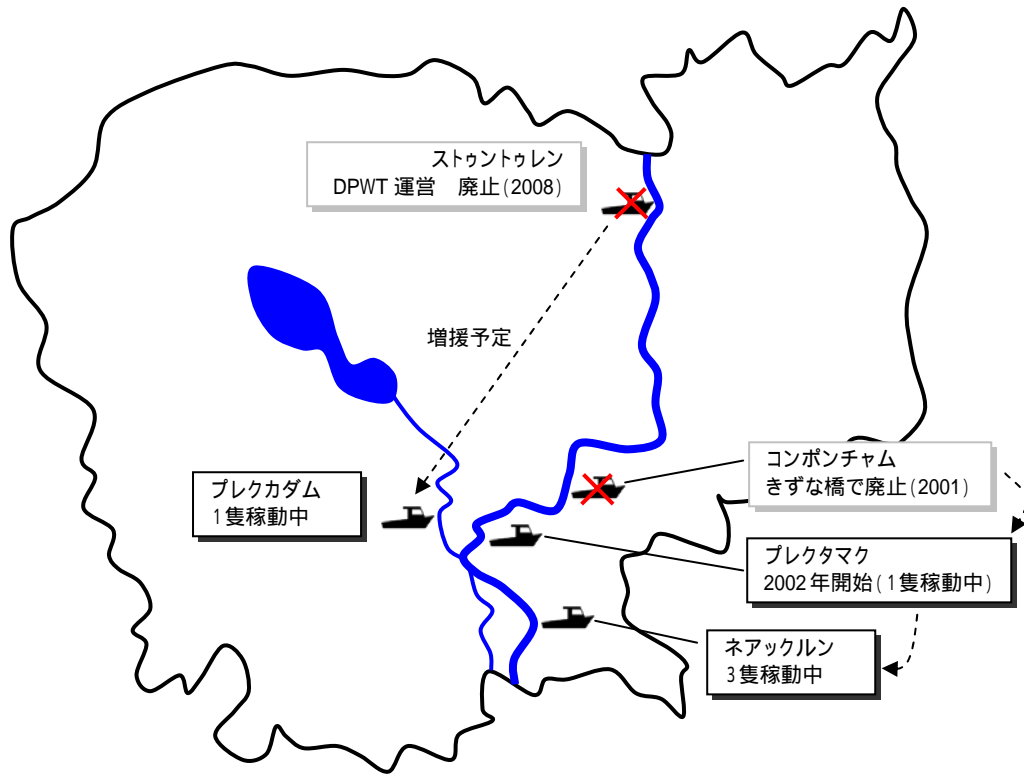 ストゥントゥレン
DPWT 運営　廃止(2008)
増援予定
プレクカダム
1隻稼動中
コンポンチャム
きずな橋で廃止(2001)
プレクタマク
2002年開始(1隻稼動中)
ネアックルン
3隻稼動中